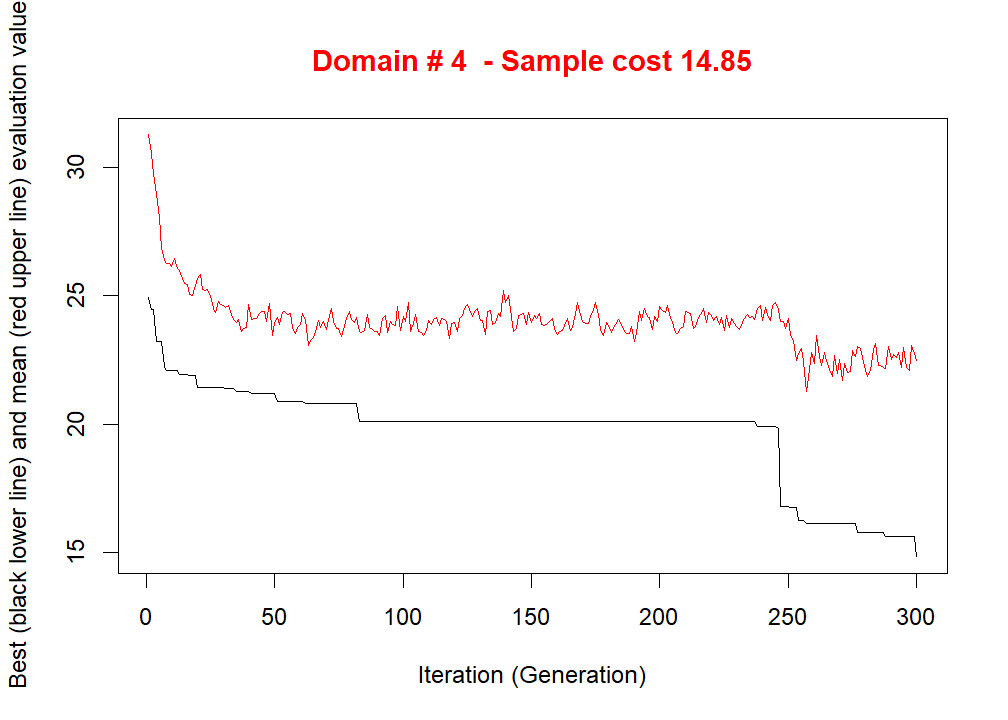 Domain # 4  - Sample cost 14.85
Best (black lower line) and mean (red upper line) evaluation value
30
25
20
15
0 50 100 150 200 250 300
Iteration (Generation)